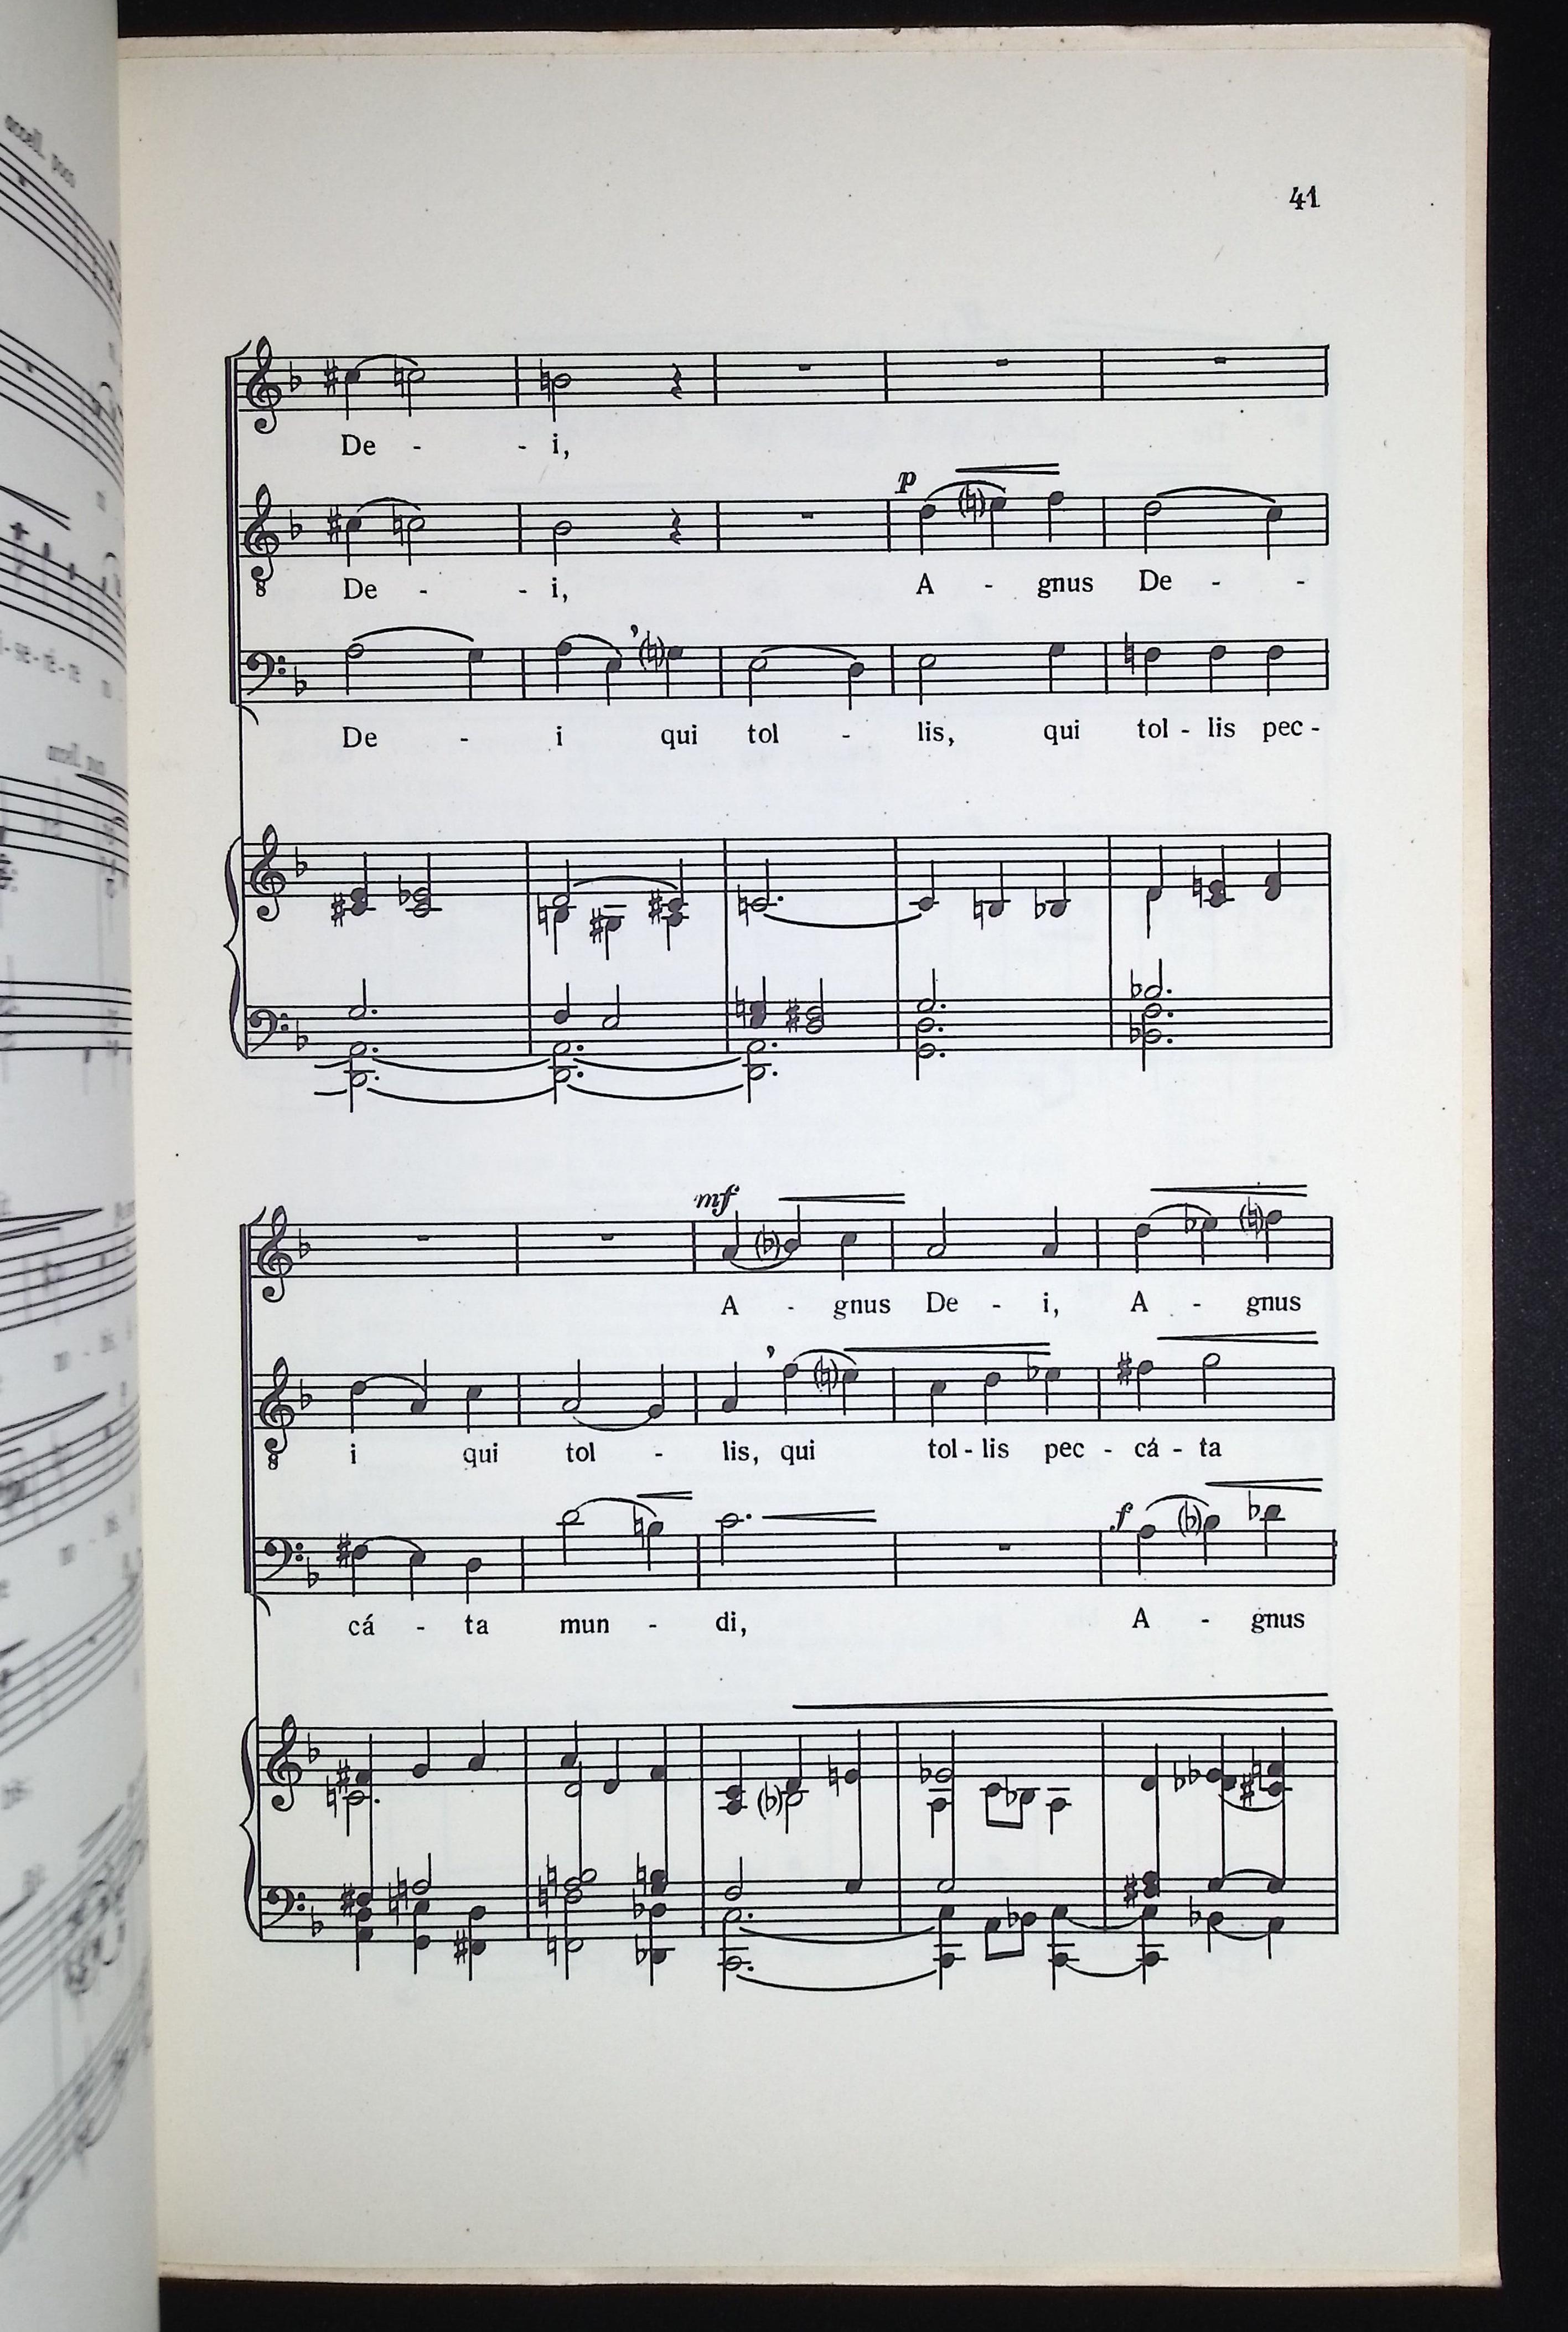 41
De - - i,
p
De - - i, A - gnus De - -
De - i qui tol - lis, qui tol - lis pec -
mf
A - gnus De - i, A - gnus
i qui tol - lis, qui tol - lis pec - cá - ta
f
cá - ta mun - di, A - gnus